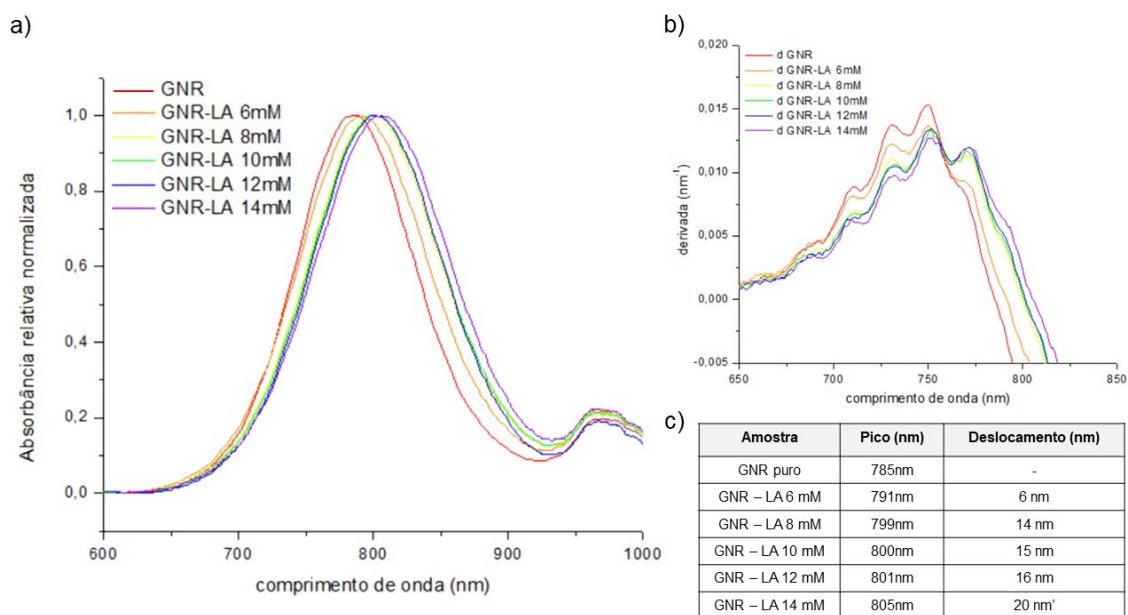 a)
Absorbância relativa normalizada
GNR
GNR-LA 6mM
GNR-LA 8mM
GNR-LA 10mM
GNR-LA 12mM
GNR-LA 14mM
1,0
0,8
0,6
0,4
0,2
0,0
600 700 800 900 1000
comprimento de onda (nm)
b)
derivada (nm⁻¹)
d GNR
d GNR-LA 6mM
d GNR-LA 8mM
d GNR-LA 10mM
d GNR-LA 12mM
d GNR-LA 14mM
0,020
0,015
0,010
0,005
0,000
-0,005
650 700 750 800 850
comprimento de onda (nm)
c)
Amostra Pico (nm) Deslocamento (nm)
GNR puro 785nm -
GNR – LA 6 mM 791nm 6 nm
GNR – LA 8 mM 799nm 14 nm
GNR – LA 10 mM 800nm 15 nm
GNR – LA 12 mM 801nm 16 nm
GNR – LA 14 mM 805nm 20 nm’